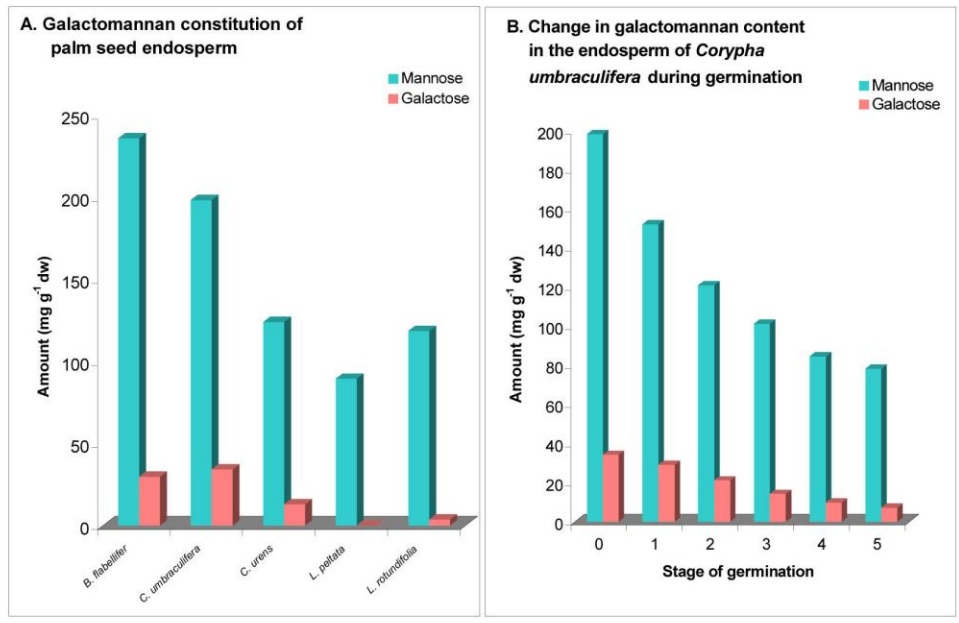 A. Galactomannan constitution of
palm seed endosperm
Mannose
Galactose
250
200
150
100
50
0
Amount (mg g⁻¹ dw)
B. flabellifer
C. umbraculifera
C. urens
L. peltata
L. rotundifolia
B. Change in galactomannan content
in the endosperm of Corypha
umbraculifera during germination
Mannose
Galactose
200
180
160
140
120
100
80
60
40
20
0
Amount (mg g⁻¹ dw)
0 1 2 3 4 5
Stage of germination